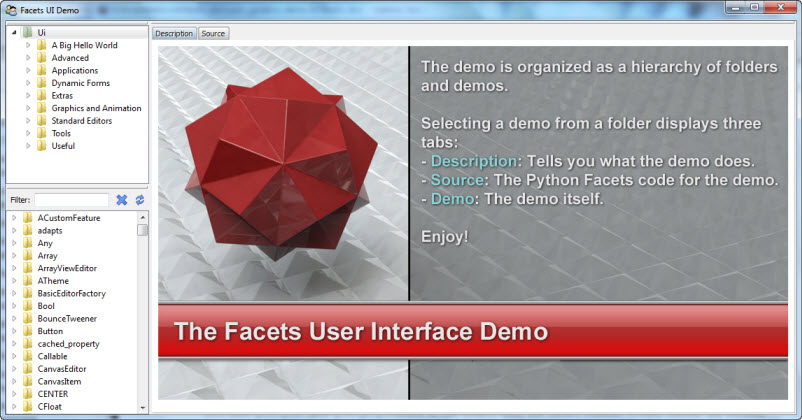 Facets UI Demo
Ui
A Big Hello World
Advanced
Applications
Dynamic Forms
Extras
Graphics and Animation
Standard Editors
Tools
Useful
Filter:
ACustomFeature
adapts
Any
Array
ArrayViewEditor
ATheme
BasicEditorFactory
Bool
BounceTweener
Button
cached_property
Callable
CanvasEditor
CanvasItem
CENTER
CFloat
Description Source
The demo is organized as a hierarchy of folders
and demos.
Selecting a demo from a folder displays three
tabs:
- Description: Tells you what the demo does.
- Source: The Python Facets code for the demo.
- Demo: The demo itself.
Enjoy!
The Facets User Interface Demo